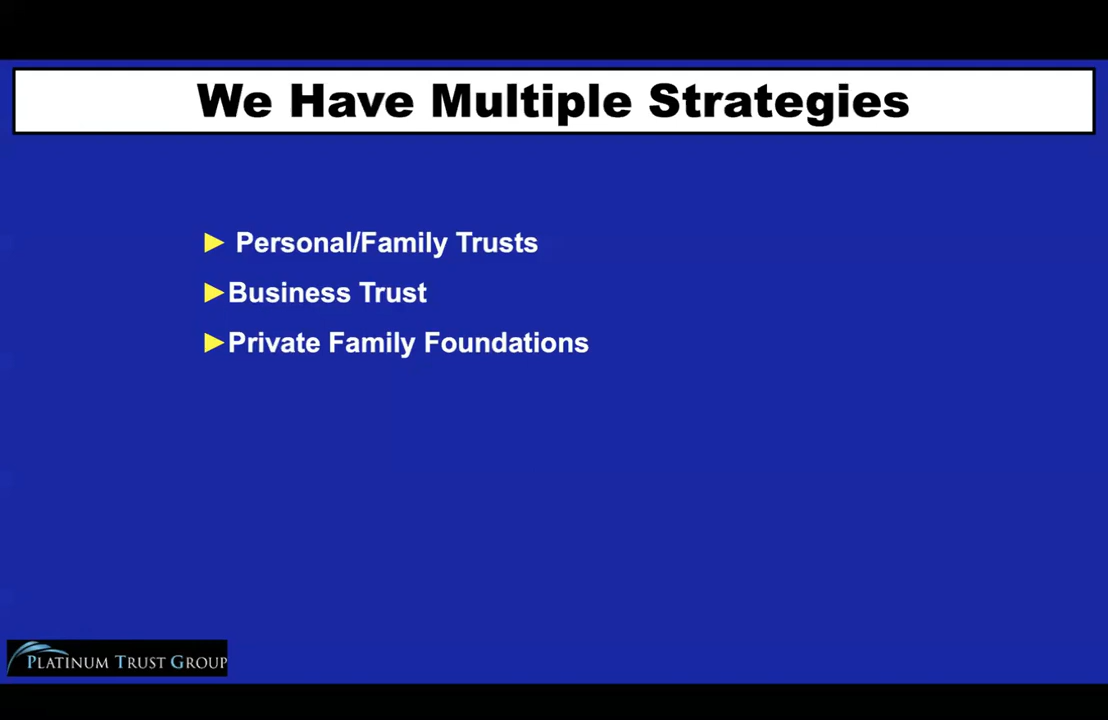 We Have Multiple Strategies
► Personal/Family Trusts
►Business Trust
►Private Family Foundations
PLATINUM TRUST GROUP